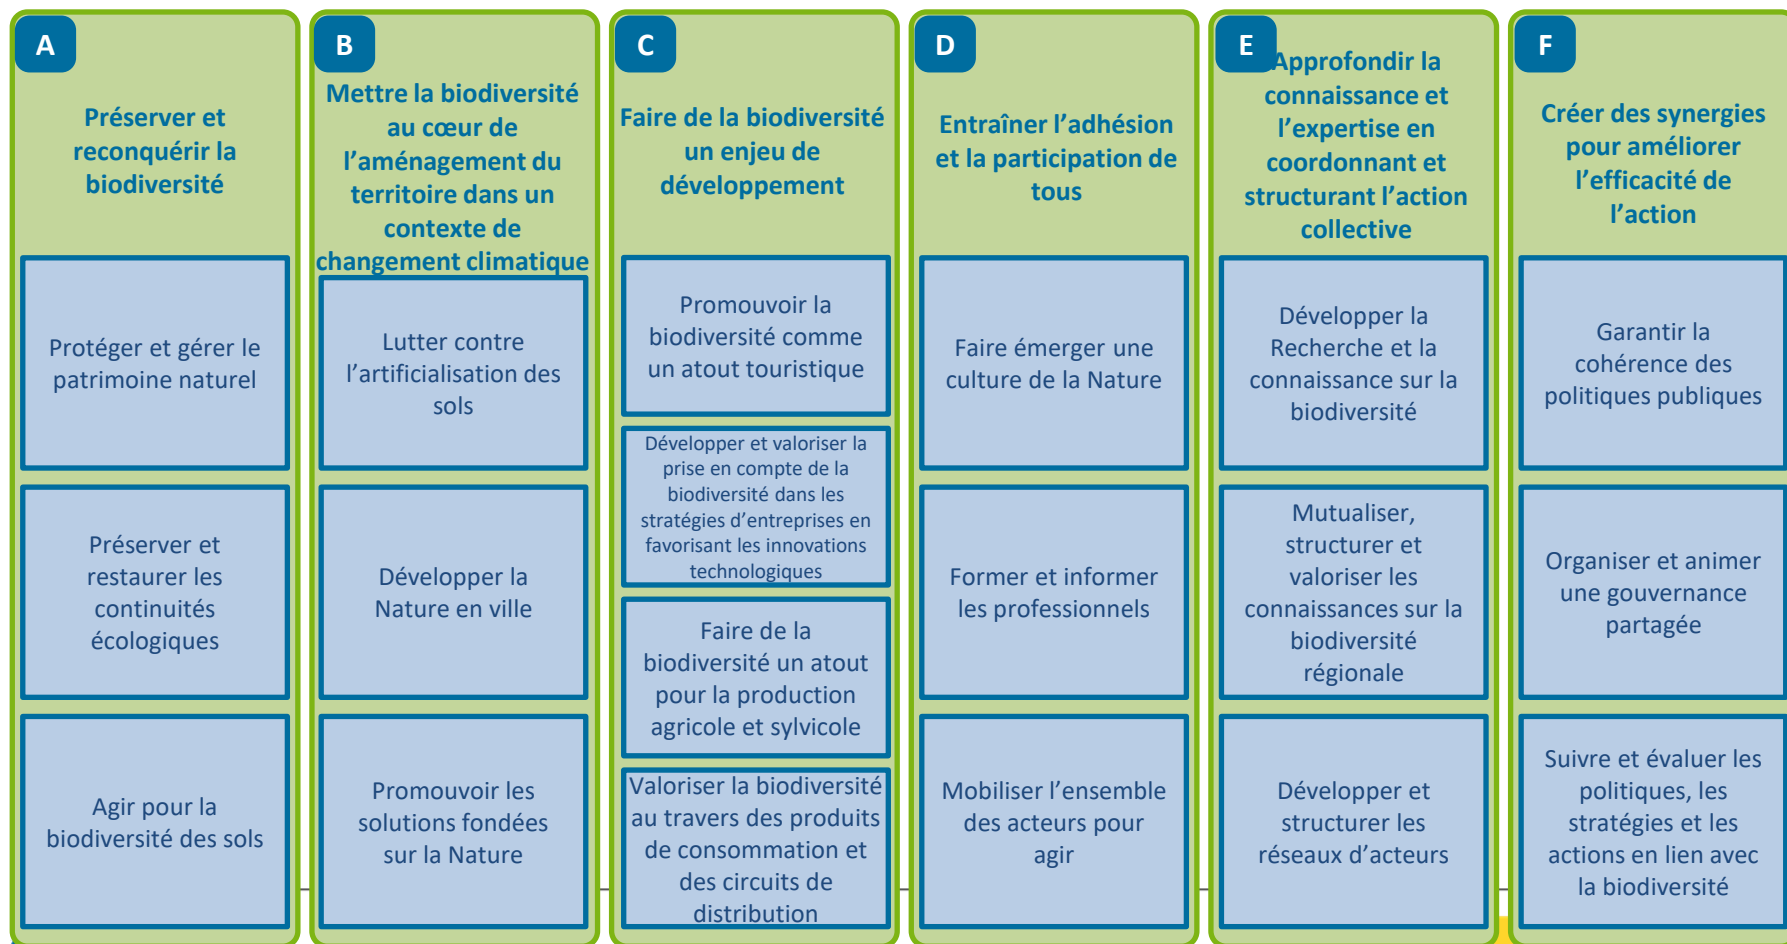 A
Préserver et
reconquérir la
biodiversité
Protéger et gérer le
patrimoine naturel
Préserver et
restaurer les
continuités
écologiques
Agir pour la
biodiversité des sols
B
Mettre la biodiversité
au cœur de
l’aménagement du
territoire dans un
contexte de
changement climatique
Lutter contre
l’artificialisation des
sols
Développer la
Nature en ville
Promouvoir les
solutions fondées
sur la Nature
C
Faire de la biodiversité
un enjeu de
développement
Promouvoir la
biodiversité comme
un atout touristique
Développer et valoriser la
prise en compte de la
biodiversité dans les
stratégies d’entreprises en
favorisant les innovations
technologiques
Faire de la
biodiversité un atout
pour la production
agricole et sylvicole
Valoriser la biodiversité
au travers des produits
de consommation et
des circuits de
distribution
D
Entraîner l’adhésion
et la participation de
tous
Faire émerger une
culture de la Nature
Former et informer
les professionnels
Mobiliser l’ensemble
des acteurs pour
agir
E
Approfondir la
connaissance et
l’expertise en
coordonnant et
structurant l’action
collective
Développer la
Recherche et la
connaissance sur la
biodiversité
Mutualiser,
structurer et
valoriser les
connaissances sur la
biodiversité
régionale
Développer et
structurer les
réseaux d’acteurs
F
Créer des synergies
pour améliorer
l’efficacité de
l’action
Garantir la
cohérence des
politiques publiques
Organiser et animer
une gouvernance
partagée
Suivre et évaluer les
politiques, les
stratégies et les
actions en lien avec
la biodiversité